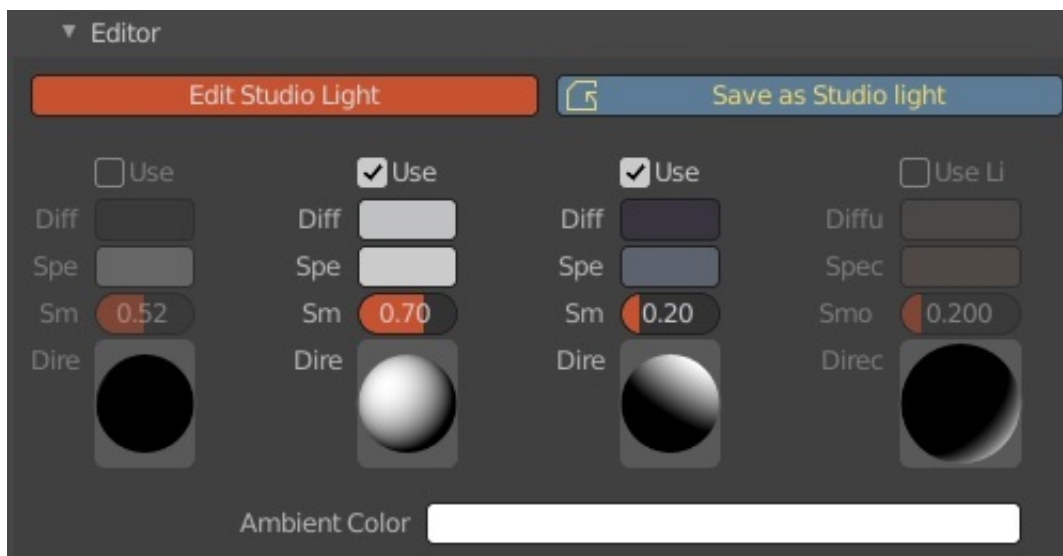 Editor
Edit Studio Light Save as Studio light
Use Use Use Use Li
Diff Diff Diff Diffu
Spe Spe Spe Spec
Sm 0.52 Sm 0.70 Sm 0.20 Smo 0.200
Dire Dire Dire Direc
Ambient Color